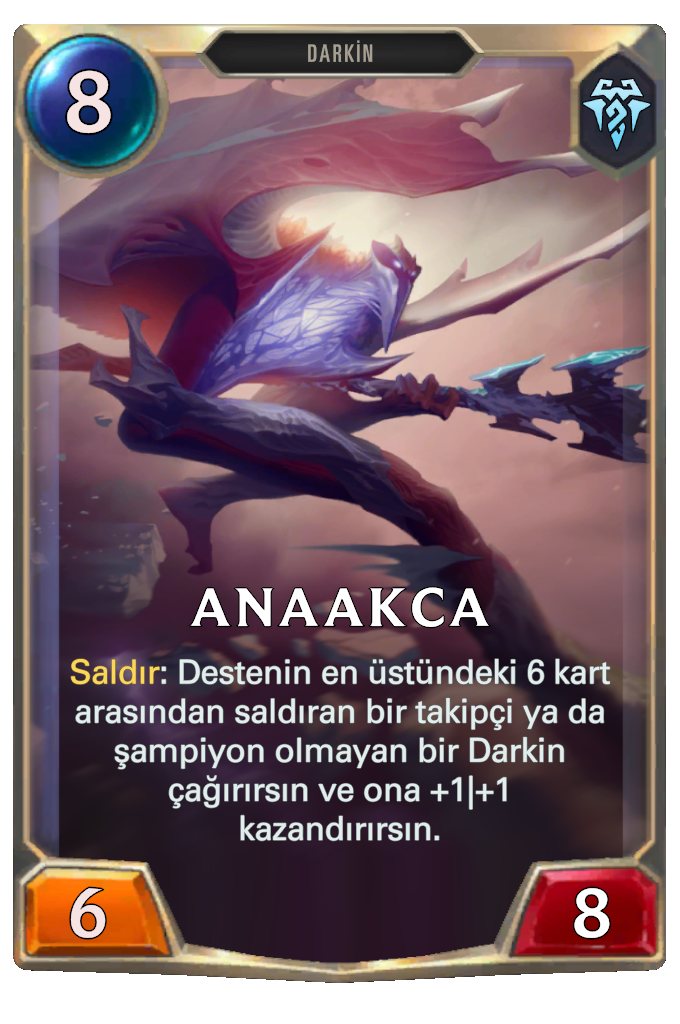 8
DARKİN
ANAAKCA
Saldır: Destenin en üstündeki 6 kart
arasından saldıran bir takipçi ya da
şampiyon olmayan bir Darkin
çağırırsın ve ona +1|+1
kazandırırsın.
6
8